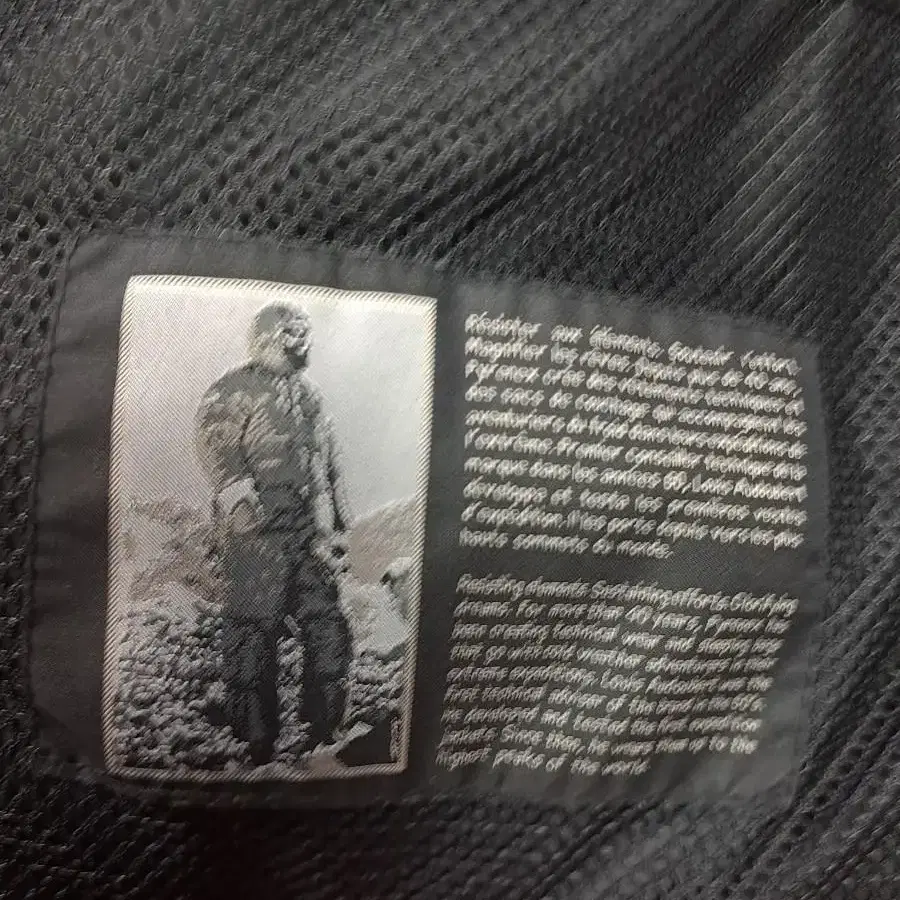 Résister aux éléments. Soutenir l'effort.
Magnifier les rêves. Depuis plus de 40 ans,
Pyrenex crée des vêtements techniques et
des sacs de couchage qui accompagnent les
aventuriers du froid dans leurs expéditions de
l'extrême. Premier conseiller technique de la
marque dans les années 60, Louis Audoubert
développe et teste les premières vestes
d'expédition. Il les porte depuis vers les plus
hauts sommets du monde.
Resisting elements. Sustaining efforts. Glorifying
dreams. For more than 40 years, Pyrenex has
been creating technical wear and sleeping bags
that go with cold weather adventurers in their
extreme expeditions. Louis Audoubert was the
first technical adviser of the brand in the 60's.
He developed and tested the first expedition
jackets. Since then, he wears them up to the
highest peaks of the world.